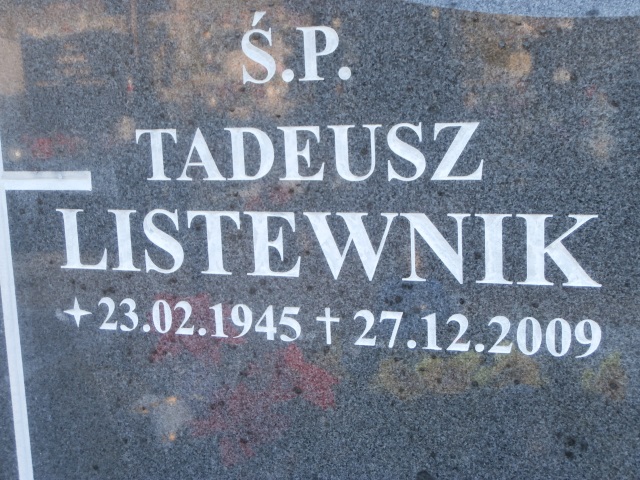 Ś.P.
TADEUSZ
LISTEWNIK
✦23.02.1945 †27.12.2009